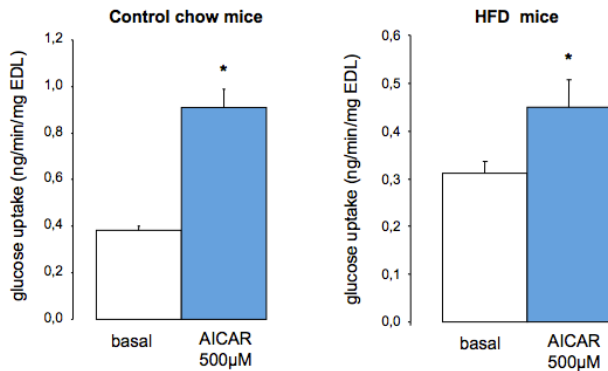 Control chow mice
glucose uptake (ng/min/mg EDL)
1,2
1,0
0,8
0,6
0,4
0,2
0,0
*
basal
AICAR
500µM
HFD mice
glucose uptake (ng/min/mg EDL)
0,6
0,5
0,4
0,3
0,2
0,1
0,0
*
basal
AICAR
500µM